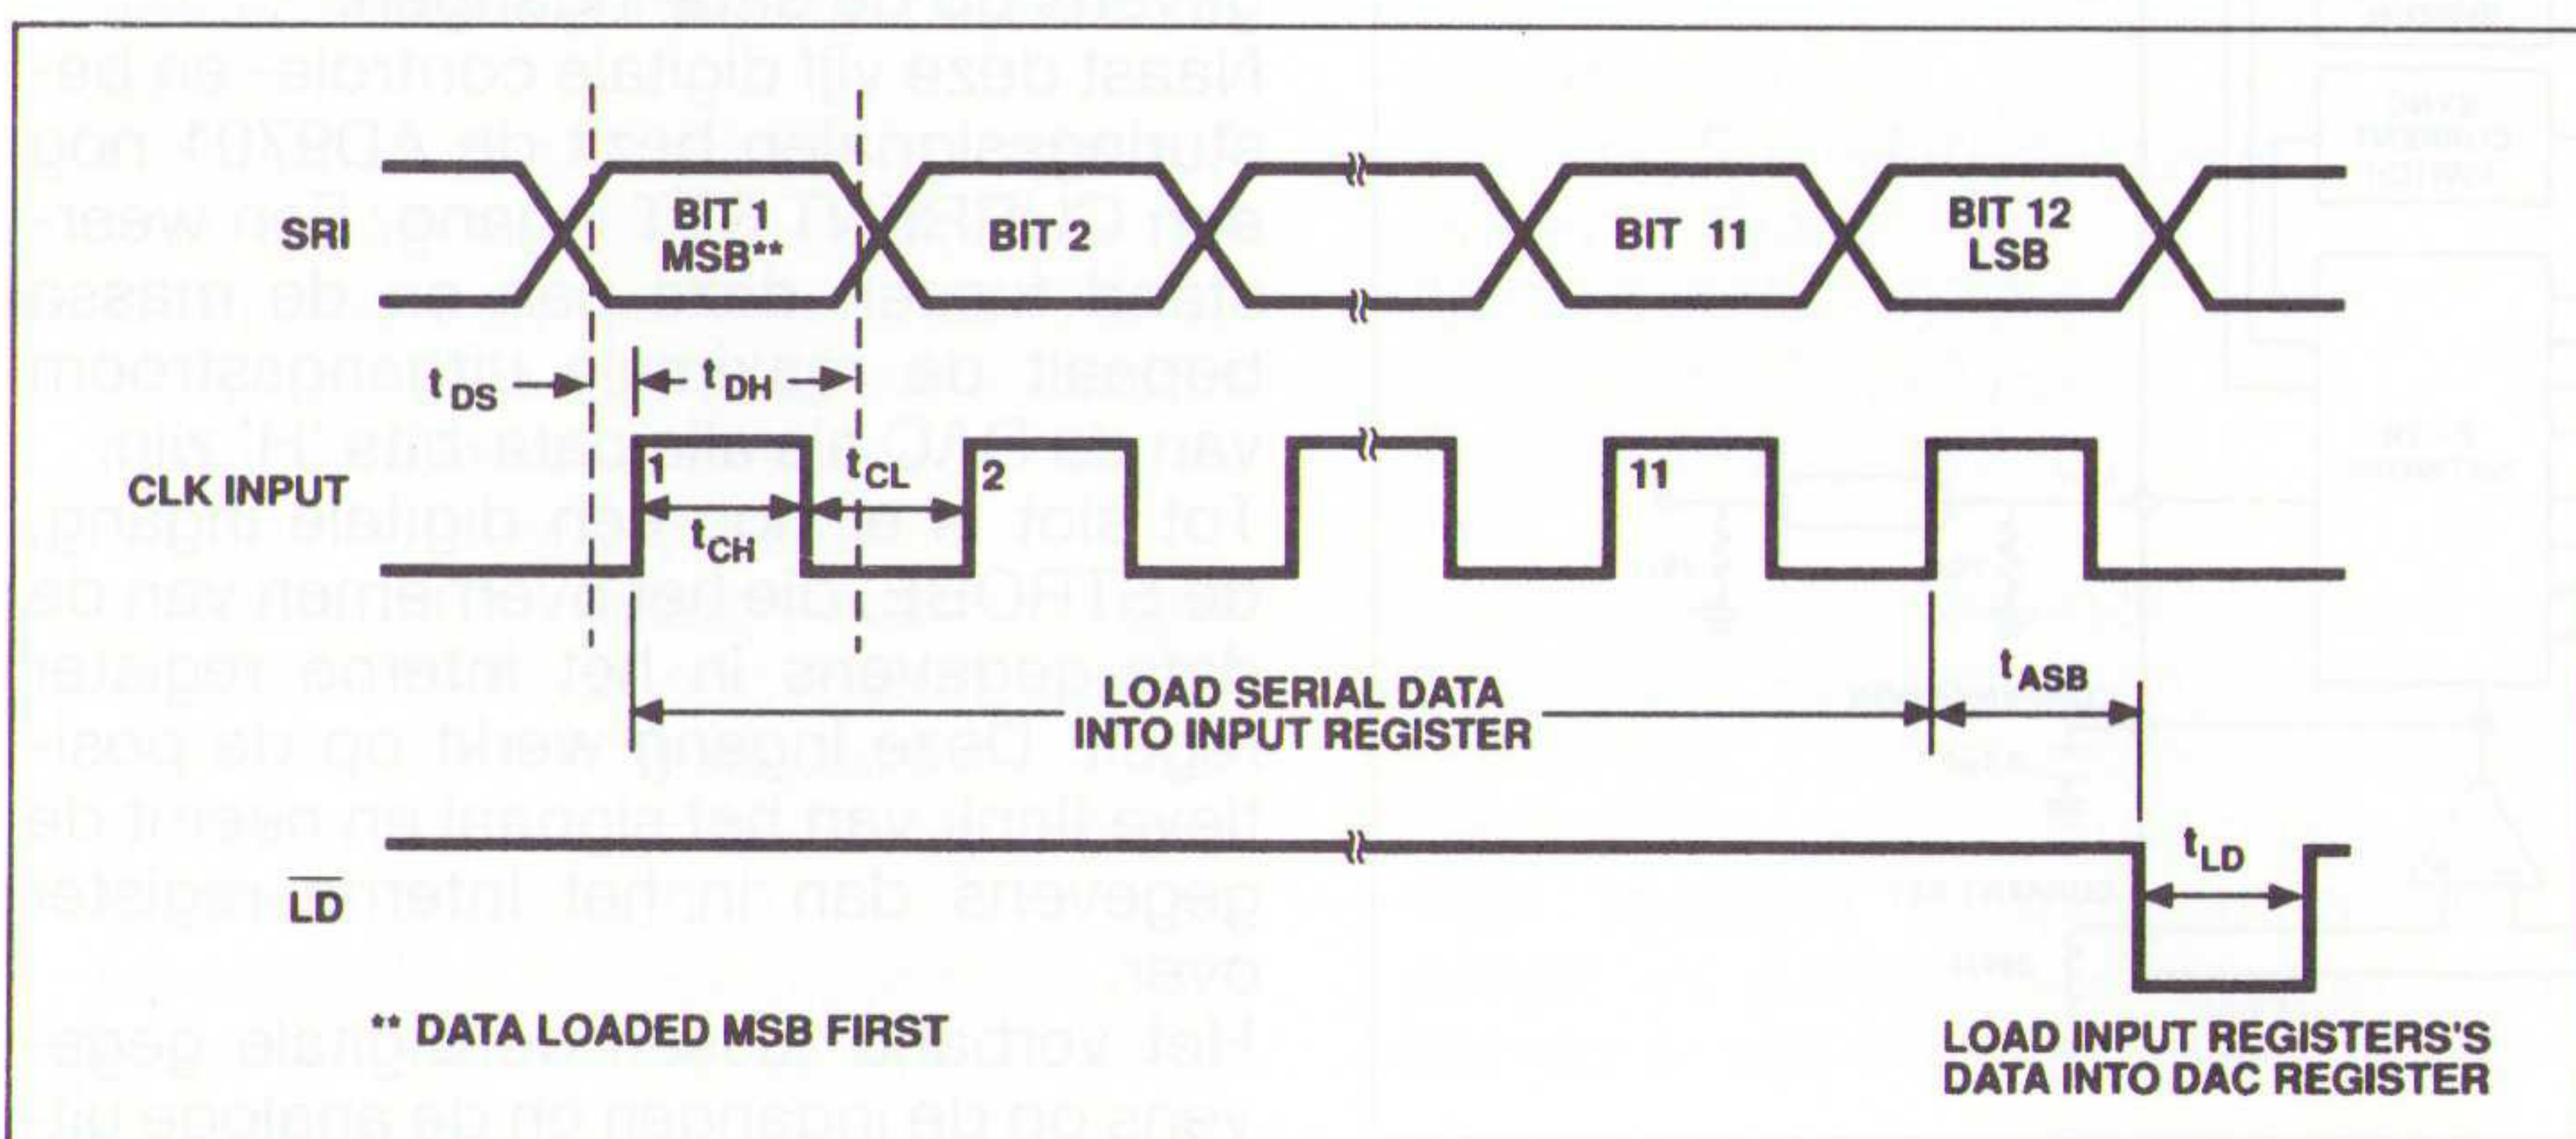 SRI
BIT 1
MSB**
BIT 2
BIT 11
BIT 12
LSB
tDS
tDH
CLK INPUT
1
tCH
tCL
2
11
LOAD SERIAL DATA
INTO INPUT REGISTER
tASB
LD
tLD
** DATA LOADED MSB FIRST
LOAD INPUT REGISTERS'S
DATA INTO DAC REGISTER